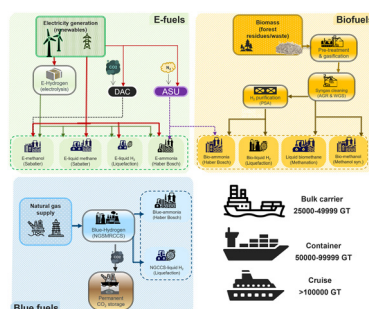 E-fuels
Electricity generation
(renewables)
CO2
N2
E-Hydrogen
(electrolysis)
DAC
ASU
E-methanol
(Sabatier)
E-liquid methane
(Sabatier)
E-liquid H2
(Liquefaction)
E-ammonia
(Haber Bosch)
Biofuels
Biomass
(forest
residues/waste)
Pre-treatment
& gasification
Syngas cleaning
(AGR & WGS)
H2 purification
(PSA)
Bio-ammonia
(Haber Bosch)
Bio-liquid H2
(Liquefaction)
Liquid biomethane
(Methanation)
Bio-methanol
(Methanol syn.)
Natural gas
supply
Blue-Hydrogen
(NGSMRCCS)
Blue-ammonia
(Haber Bosch)
NGCCS-liquid H2
(Liquefaction)
Permanent
CO2 storage
Blue fuels
Bulk carrier
25000-49999 GT
Container
50000-99999 GT
Cruise
>100000 GT